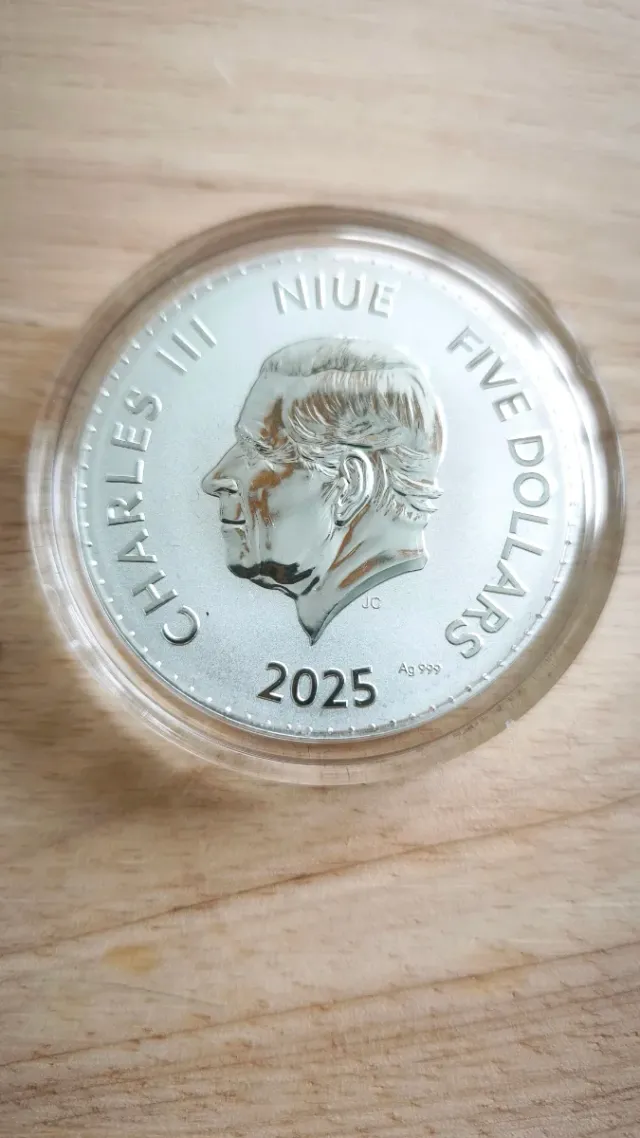 CHARLES III NIUE FIVE DOLLARS
JC
Ag 999
2025